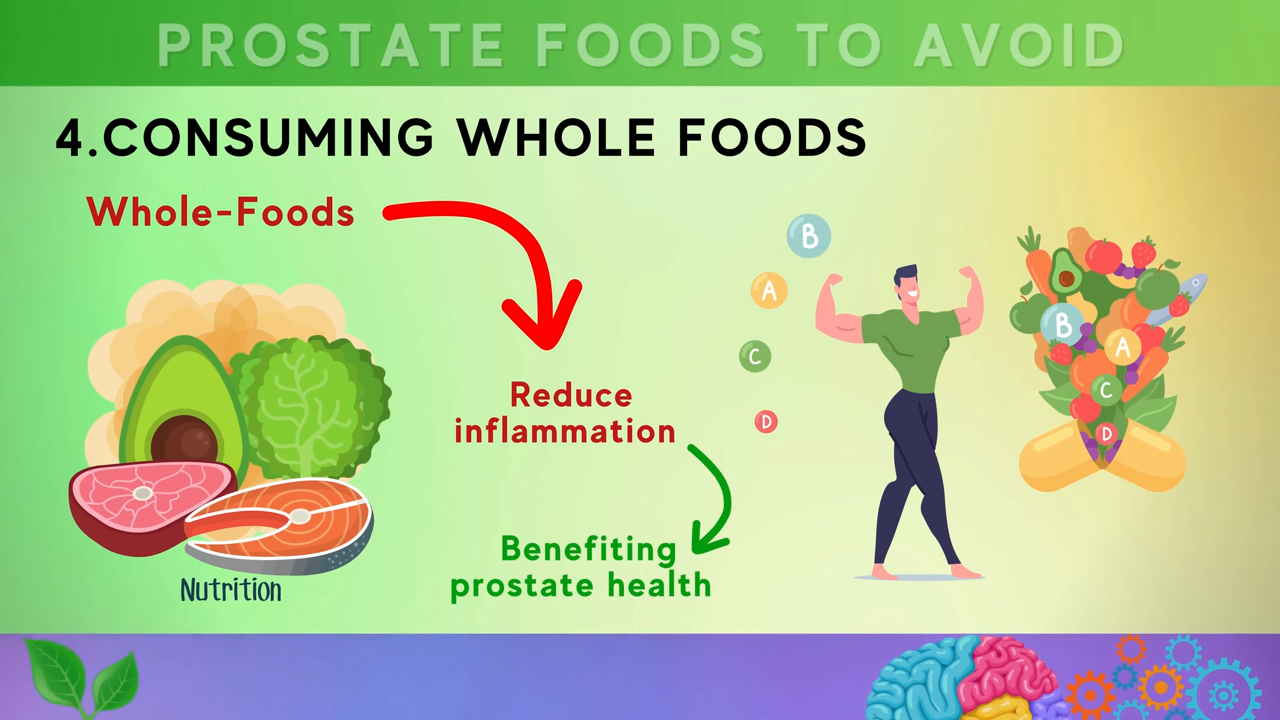 PROSTATE FOODS TO AVOID
4.CONSUMING WHOLE FOODS
Whole-Foods
Reduce
inflammation
Benefiting
prostate health
Nutrition
B
A
C
D
B
A
C
D